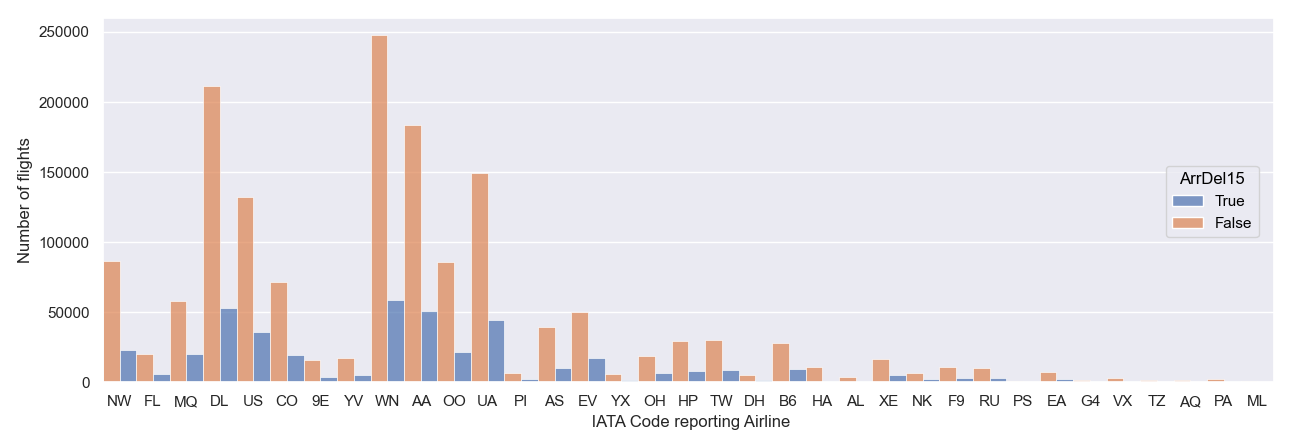 250000
200000
150000
100000
50000
0
Number of flights
ArrDel15
True
False
NW FL MQ DL US CO 9E YV WN AA OO UA PI AS EV YX OH HP TW DH B6 HA AL XE NK F9 RU PS EA G4 VX TZ AQ PA ML
IATA Code reporting Airline